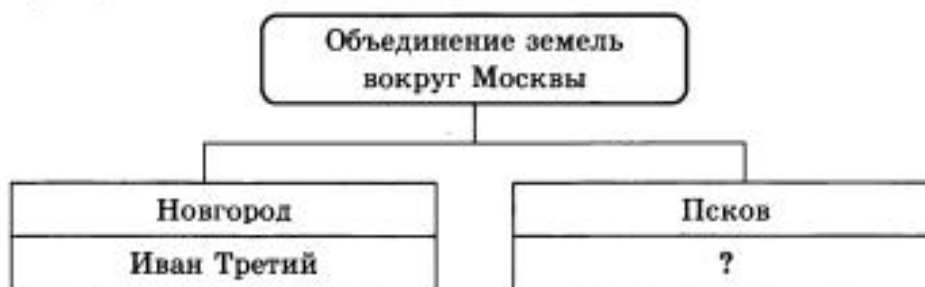 Объединение земель
вокруг Москвы
Новгород
Псков
Иван Третий
?